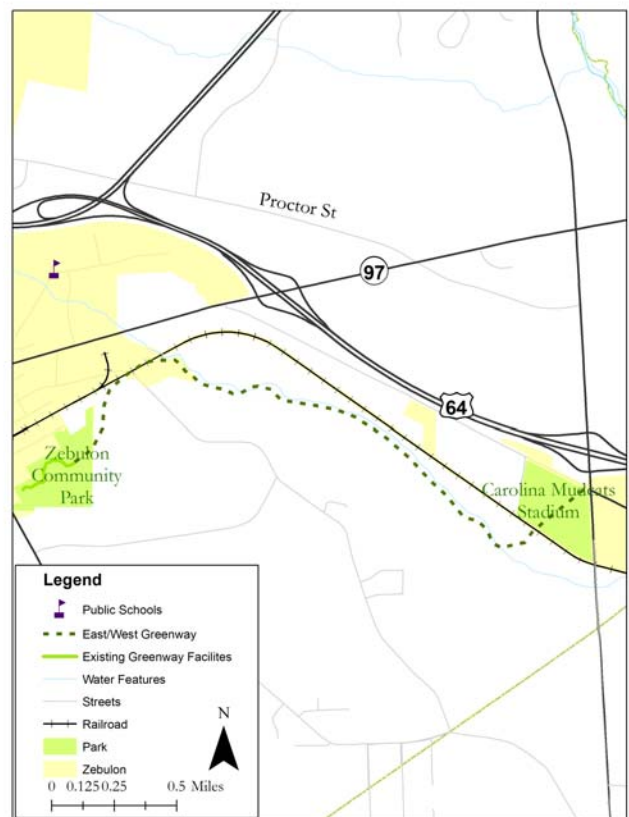 Proctor St
97
64
Zebulon
Community
Park
Carolina Mudcats
Stadium
Legend
Public Schools
East/West Greenway
Existing Greenway Facilites
Water Features
Streets
Railroad
Park
Zebulon
N
0 0.125 0.25 0.5 Miles